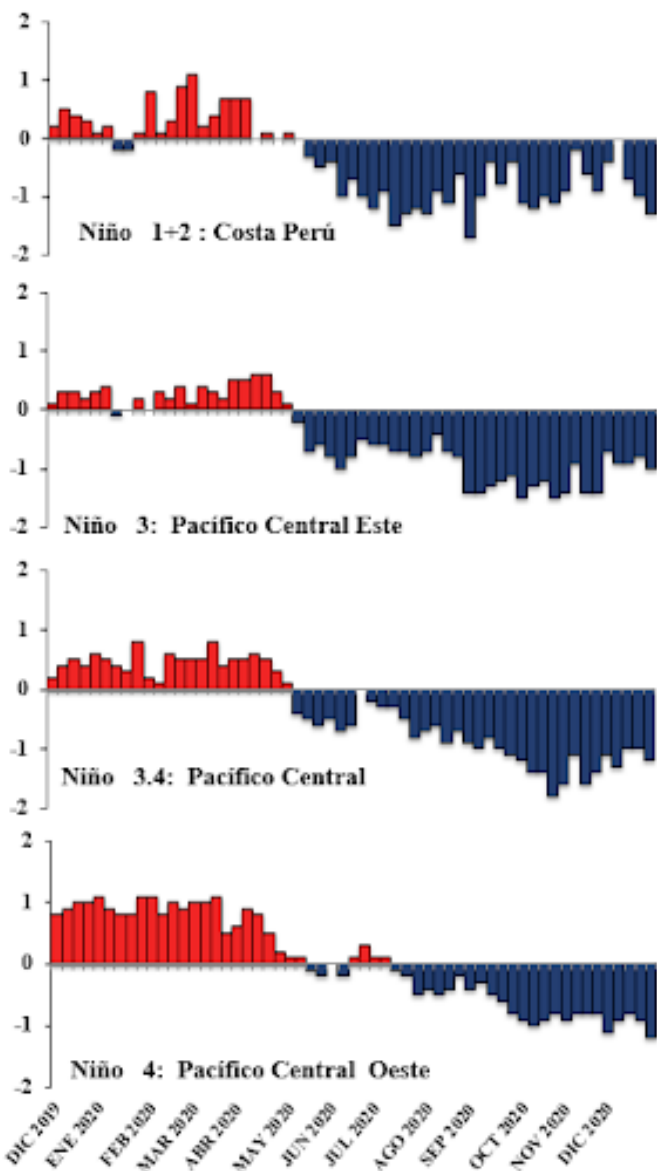 2
1
0
-1
-2
Niño 1+2 : Costa Perú
2
1
0
-1
-2
Niño 3: Pacífico Central Este
2
1
0
-1
-2
Niño 3.4: Pacífico Central
2
1
0
-1
-2
Niño 4: Pacífico Central Oeste
DIC 2019
ENE 2020
FEB 2020
MAR 2020
ABR 2020
MAY 2020
JUN 2020
JUL 2020
AGO 2020
SEP 2020
OCT 2020
NOV 2020
DIC 2020